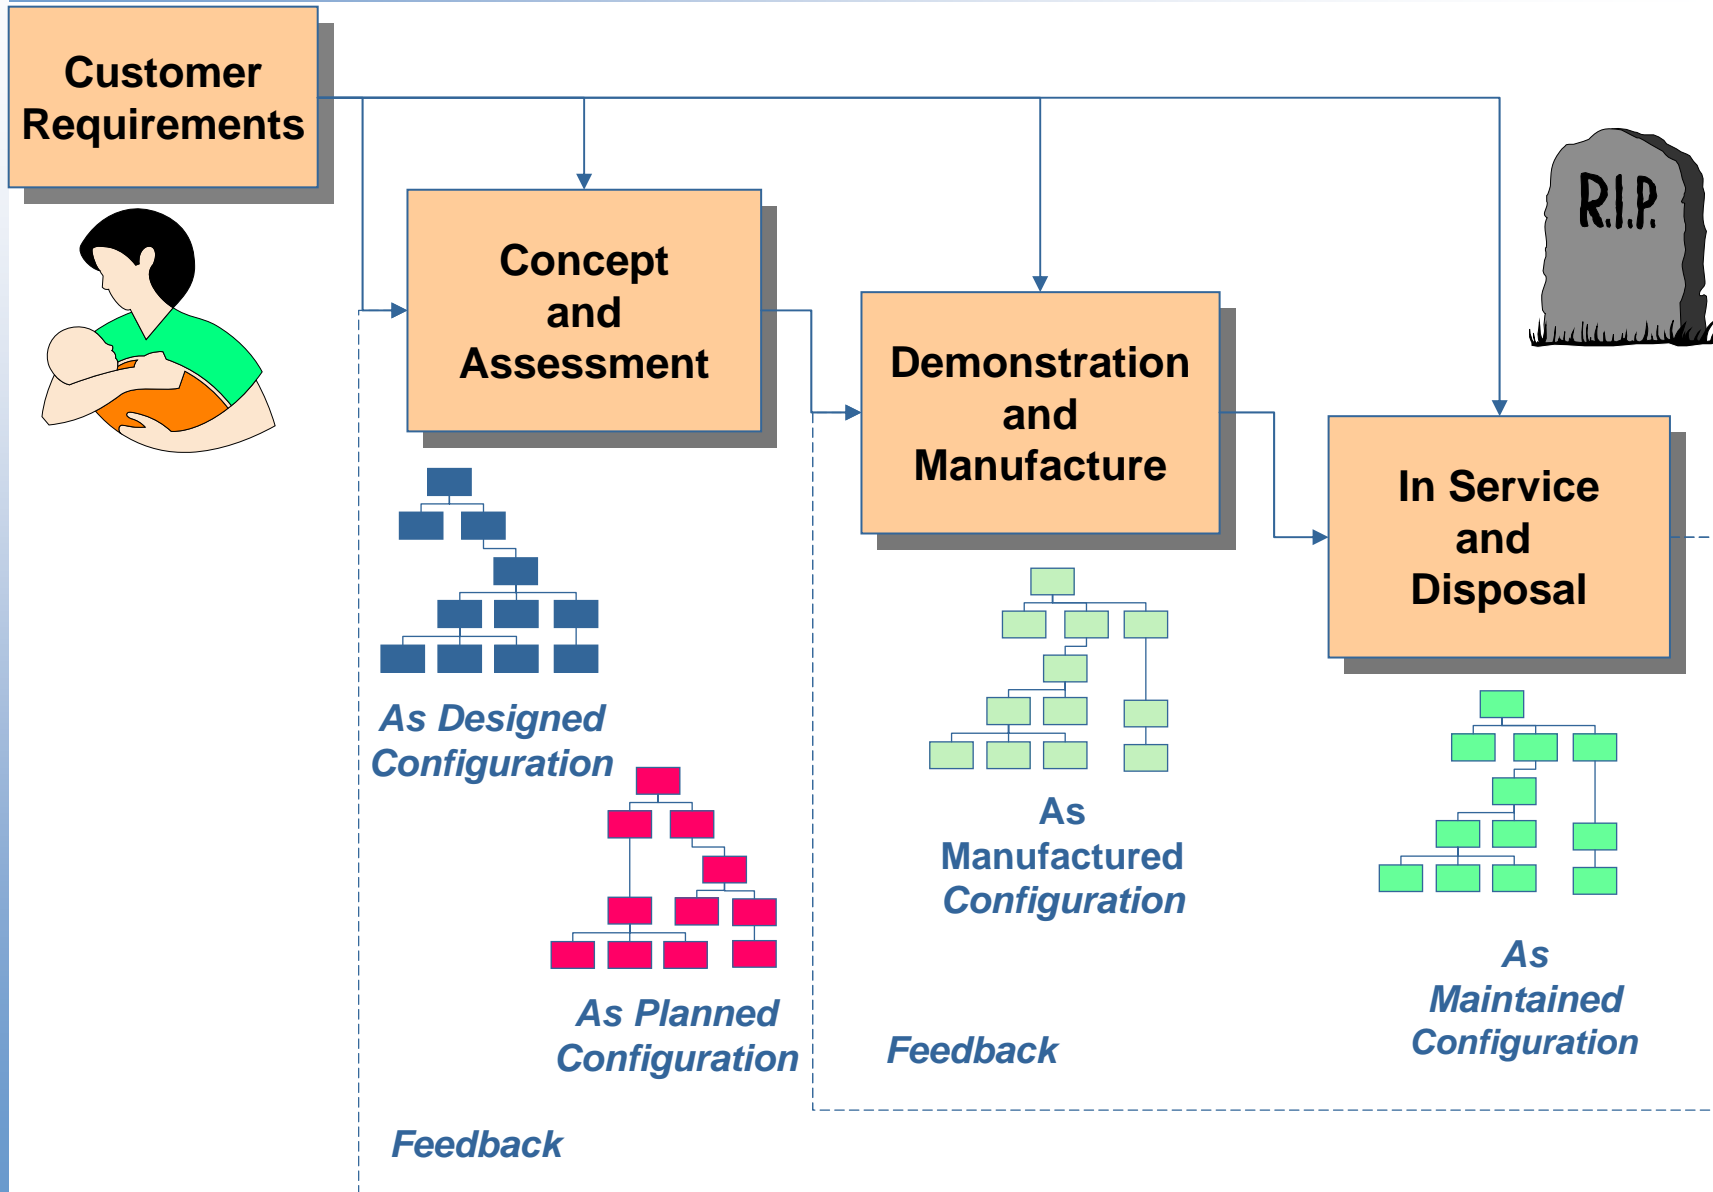 Customer
Requirements
R.I.P.
Concept
and
Assessment
Demonstration
and
Manufacture
In Service
and
Disposal
As Designed
Configuration
As Planned
Configuration
As
Manufactured
Configuration
As
Maintained
Configuration
Feedback
Feedback